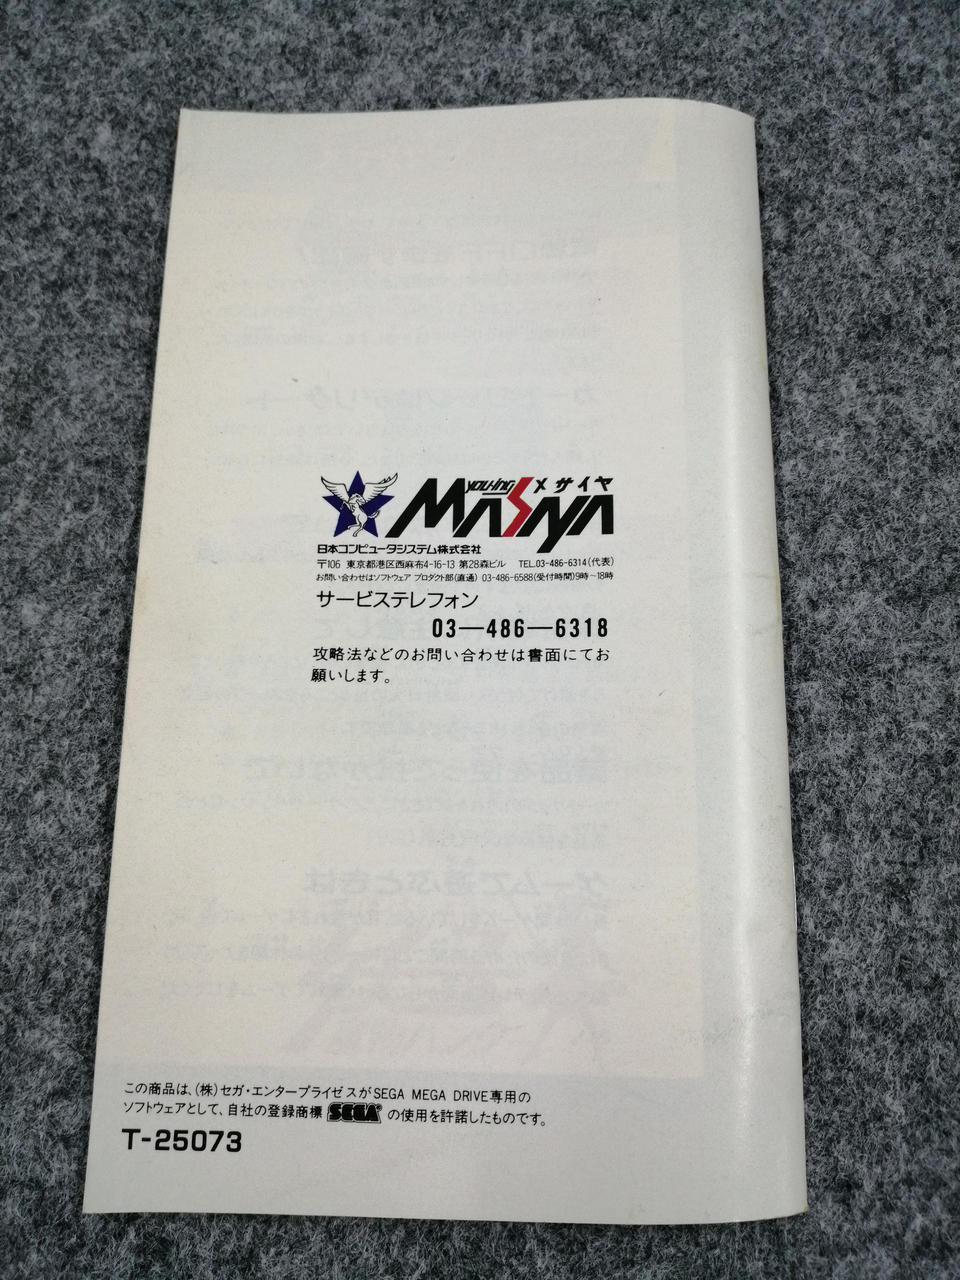 you-ing メサイヤ
MASAYA
日本コンピュータシステム株式会社
〒106 東京都港区西麻布4-16-13 第28森ビル TEL.03-486-6314(代表)
お問い合わせはソフトウェア プロダクト部(直通) 03-486-6588(受付時間)9時〜18時
サービステレフォン
03—486—6318
攻略法などのお問い合わせは書面にてお
願いします。
この商品は、(株)セガ・エンタープライゼスがSEGA MEGA DRIVE専用の
ソフトウェアとして、自社の登録商標 SEGA の使用を許諾したものです。
T-25073